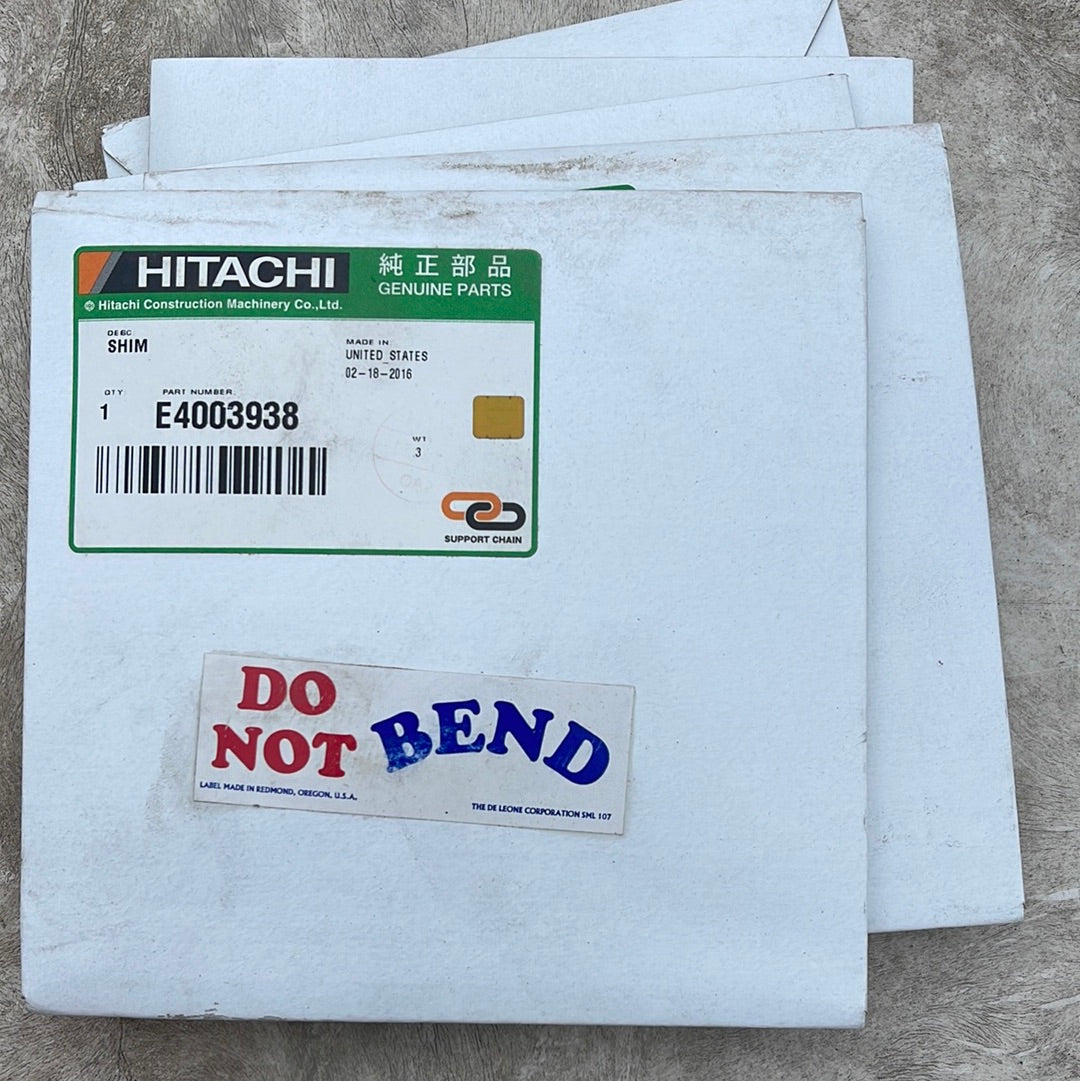 HITACHI
純正部品
GENUINE PARTS
Hitachi Construction Machinery Co.,Ltd.
DESC
SHIM
MADE IN
UNITED STATES
02-18-2016
QTY
PART NUMBER
1
E4003938
WT
.3
SUPPORT CHAIN
DO
NOT
BEND
LABEL MADE IN REDMOND, OREGON, U.S.A.
THE DE LEONE CORPORATION SML 107